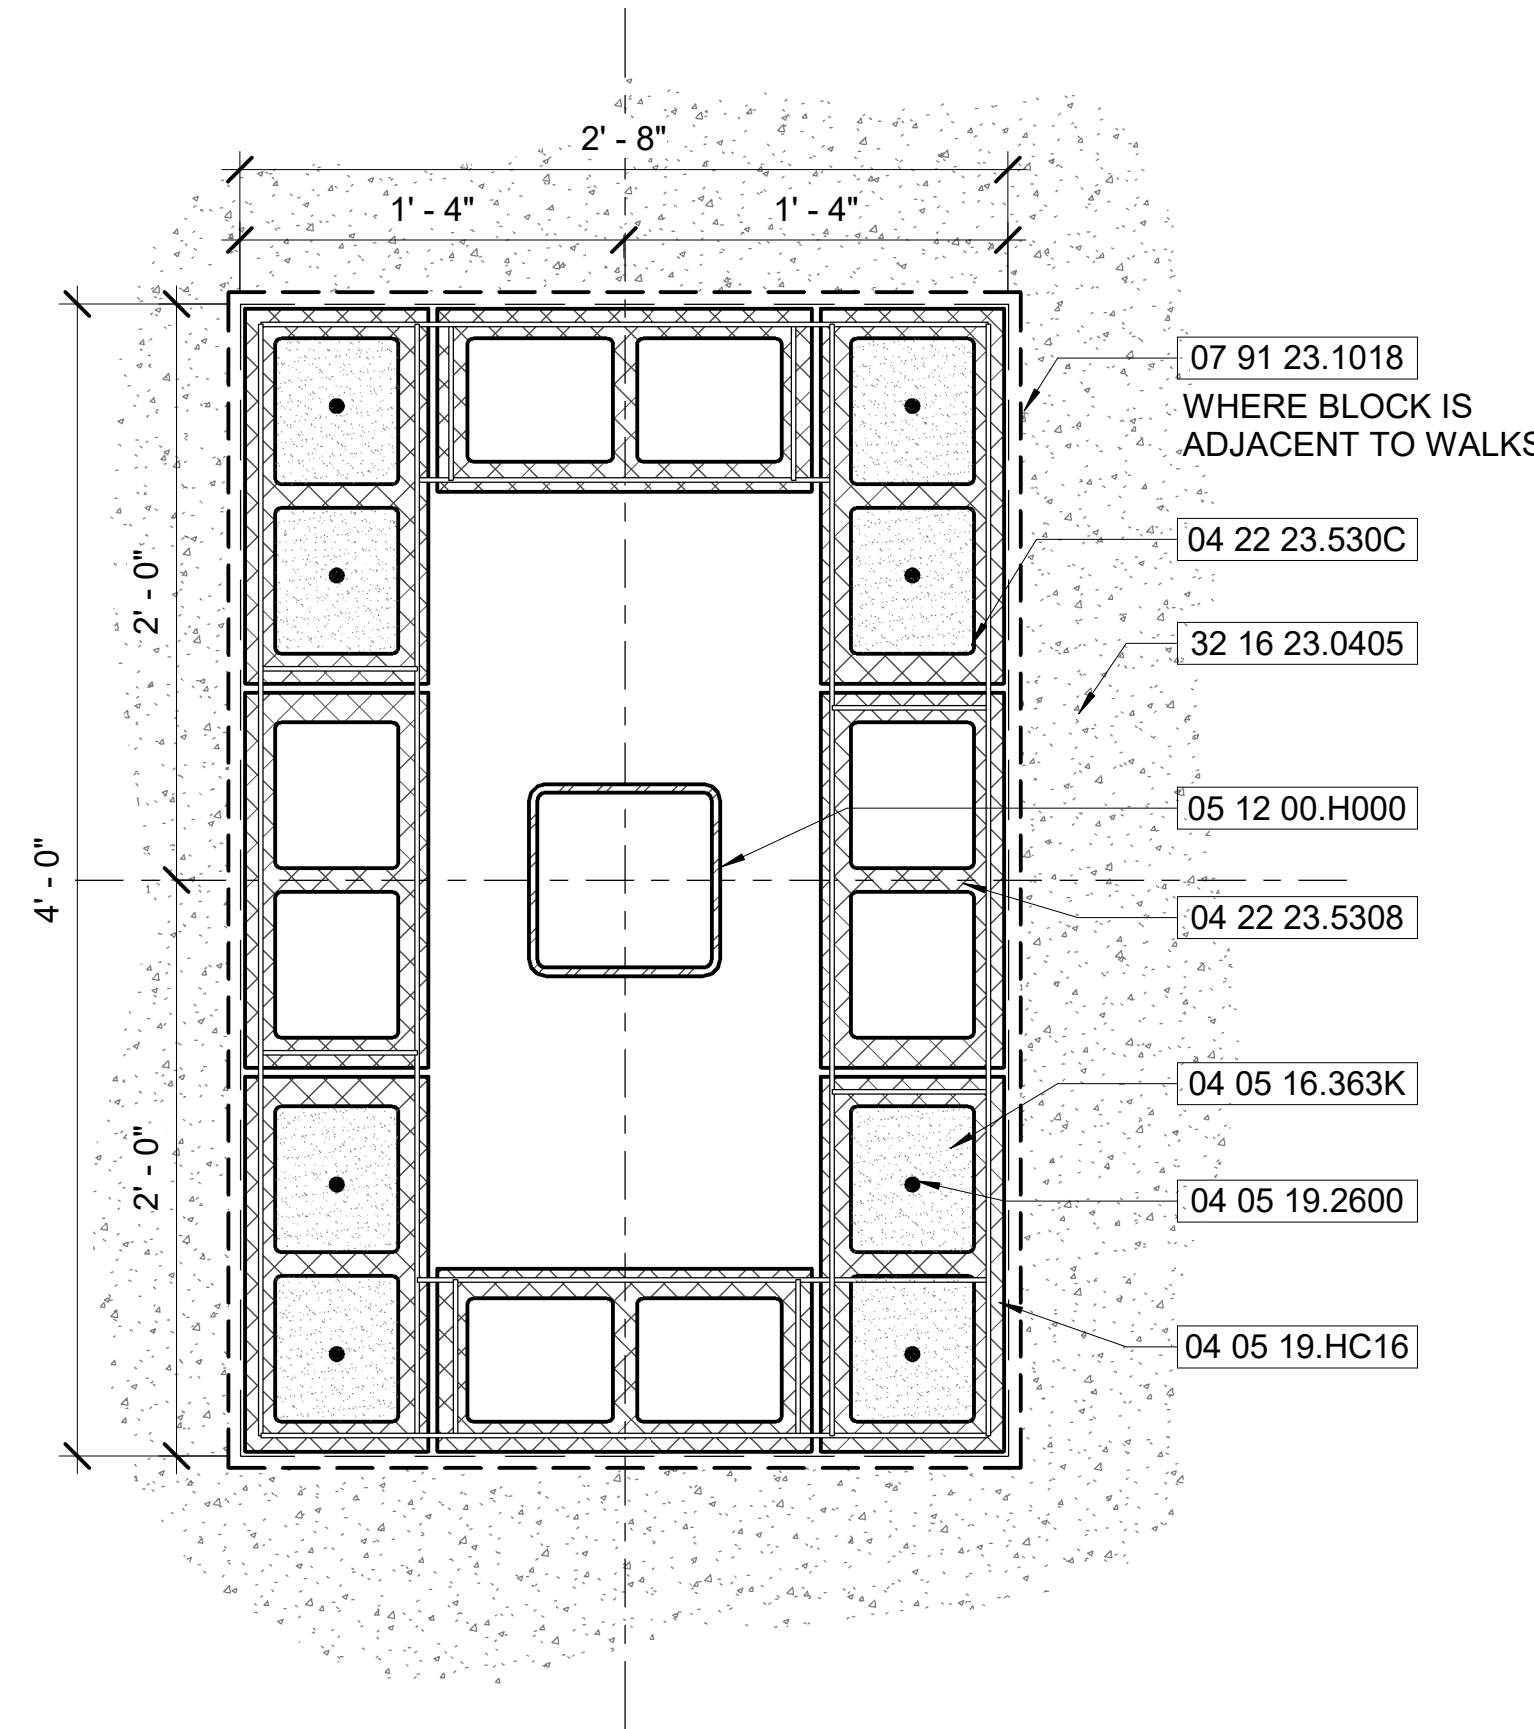 2' - 8"
1' - 4"
1' - 4"
07 91 23.1018
WHERE BLOCK IS
ADJACENT TO WALKS
04 22 23.530C
2' - 0"
32 16 23.0405
05 12 00.H000
4' - 0"
04 22 23.5308
04 05 16.363K
2' - 0"
04 05 19.2600
04 05 19.HC16